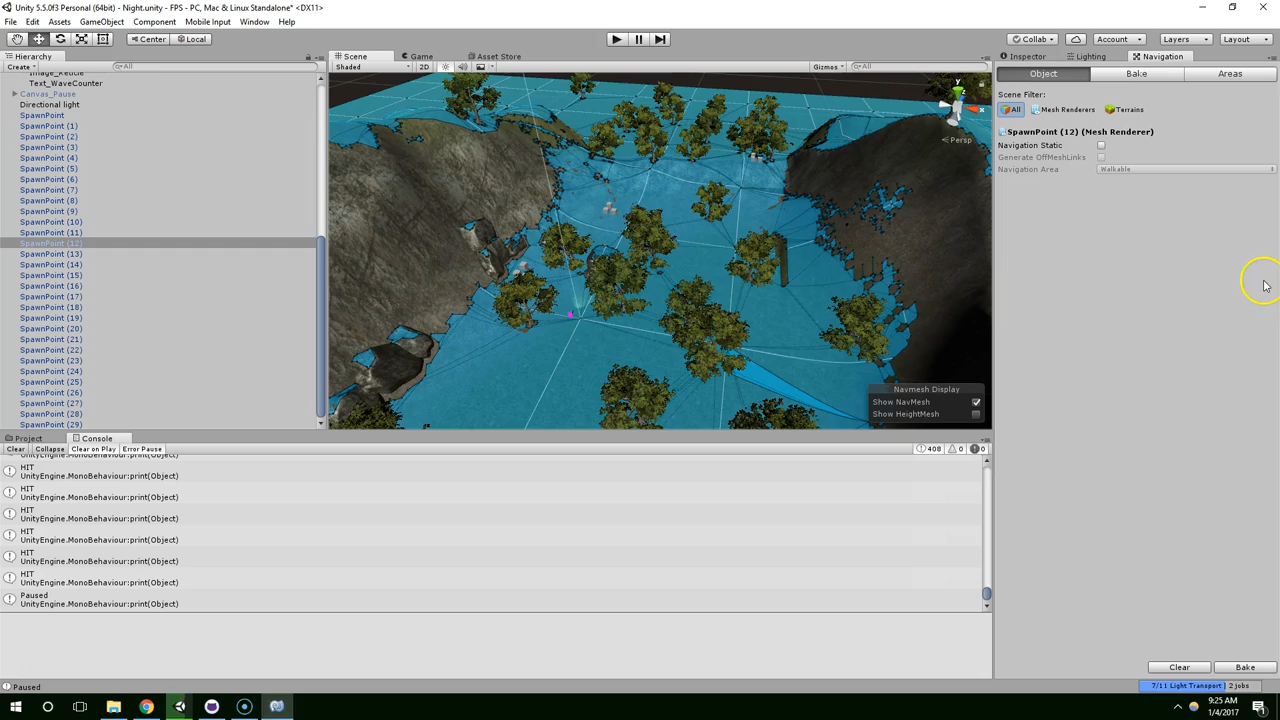 Unity 5.5.0f3 Personal (64bit) - Night.unity - FPS - PC, Mac & Linux Standalone* <DX11>
File Edit Assets GameObject Component Mobile Input Window Help
Center Local Collab Account Layers Layout
Hierarchy Scene Game Asset Store Inspector Lighting Navigation
Create All Shaded 2D Gizmos All
Object Bake Areas
Image_Reticle
Text_WaveCounter
Canvas_Pause
Directional light
SpawnPoint
SpawnPoint (1)
SpawnPoint (2)
SpawnPoint (3)
SpawnPoint (4)
SpawnPoint (5)
SpawnPoint (6)
SpawnPoint (7)
SpawnPoint (8)
SpawnPoint (9)
SpawnPoint (10)
SpawnPoint (11)
SpawnPoint (12)
SpawnPoint (13)
SpawnPoint (14)
SpawnPoint (15)
SpawnPoint (16)
SpawnPoint (17)
SpawnPoint (18)
SpawnPoint (19)
SpawnPoint (20)
SpawnPoint (21)
SpawnPoint (22)
SpawnPoint (23)
SpawnPoint (24)
SpawnPoint (25)
SpawnPoint (26)
SpawnPoint (27)
SpawnPoint (28)
SpawnPoint (29)
y
Persp
Navmesh Display
Show NavMesh
Show HeightMesh
Scene Filter:
All Mesh Renderers Terrains
SpawnPoint (12) (Mesh Renderer)
Navigation Static
Generate OffMeshLinks
Navigation Area Walkable
Project Console
Clear Collapse Clear on Play Error Pause 408 0 0
UnityEngine.MonoBehaviour:print(Object)
HIT
UnityEngine.MonoBehaviour:print(Object)
HIT
UnityEngine.MonoBehaviour:print(Object)
HIT
UnityEngine.MonoBehaviour:print(Object)
HIT
UnityEngine.MonoBehaviour:print(Object)
HIT
UnityEngine.MonoBehaviour:print(Object)
HIT
UnityEngine.MonoBehaviour:print(Object)
Paused
UnityEngine.MonoBehaviour:print(Object)
Clear Bake
Paused
7/11 Light Transport 2 jobs
9:25 AM
1/4/2017